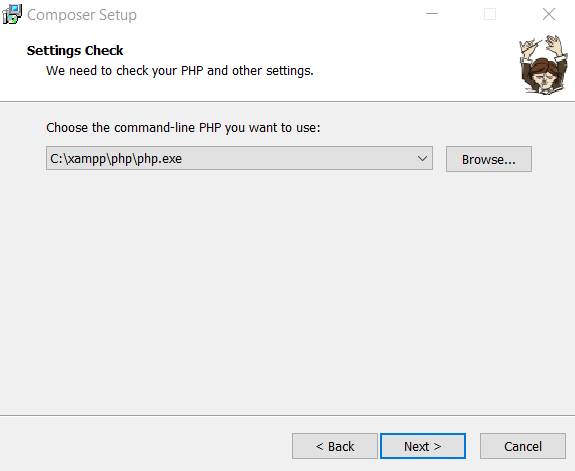 Composer Setup
Settings Check
We need to check your PHP and other settings.
Choose the command-line PHP you want to use:
C:\xampp\php\php.exe
Browse...
< Back
Next >
Cancel